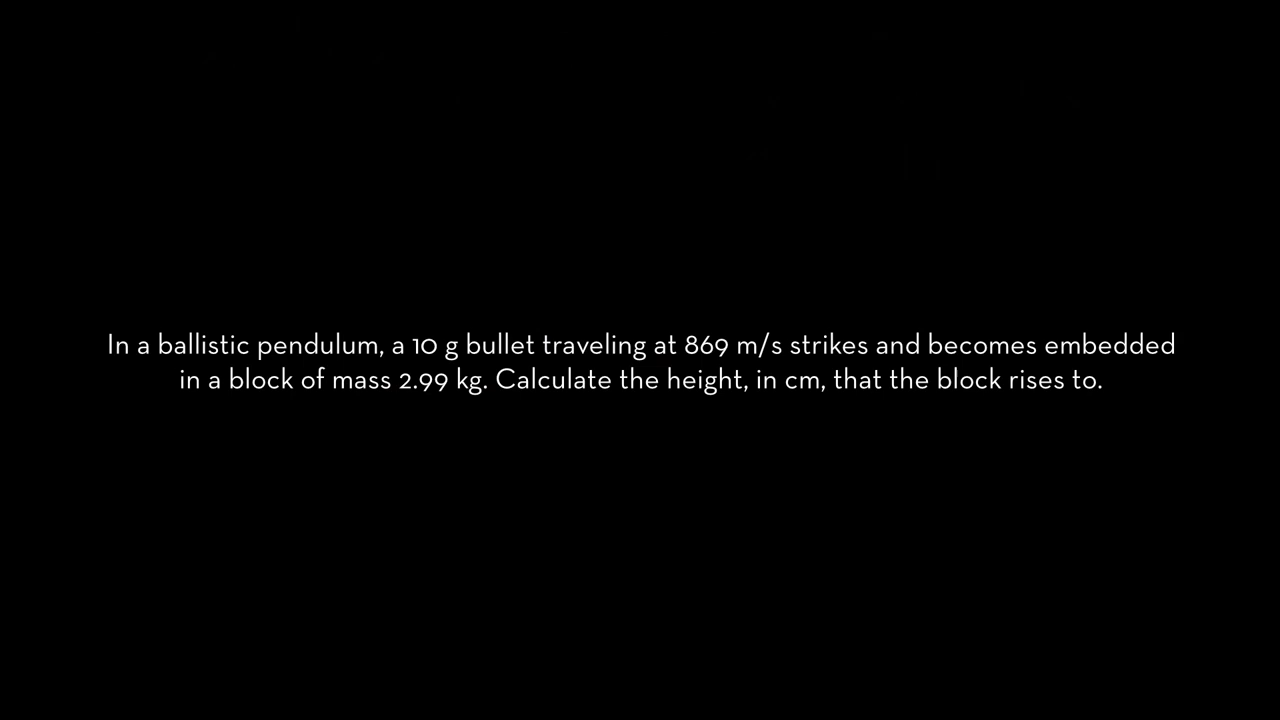 In a ballistic pendulum, a 10 g bullet traveling at 869 m/s strikes and becomes embedded
in a block of mass 2.99 kg. Calculate the height, in cm, that the block rises to.